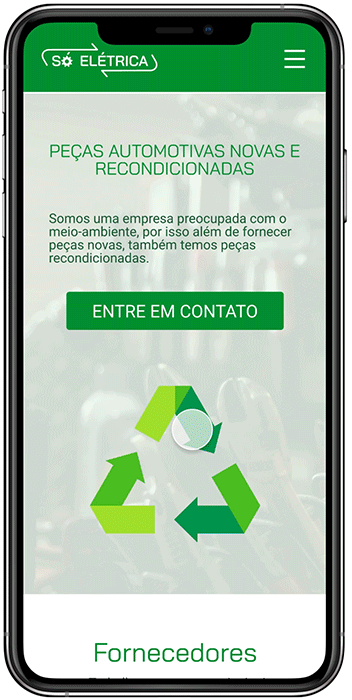 SÓ ELÉTRICA
PEÇAS AUTOMOTIVAS NOVAS E
RECONDICIONADAS
Somos uma empresa preocupada com o
meio-ambiente, por isso além de fornecer
peças novas, também temos peças
recondicionadas.
ENTRE EM CONTATO
Fornecedores